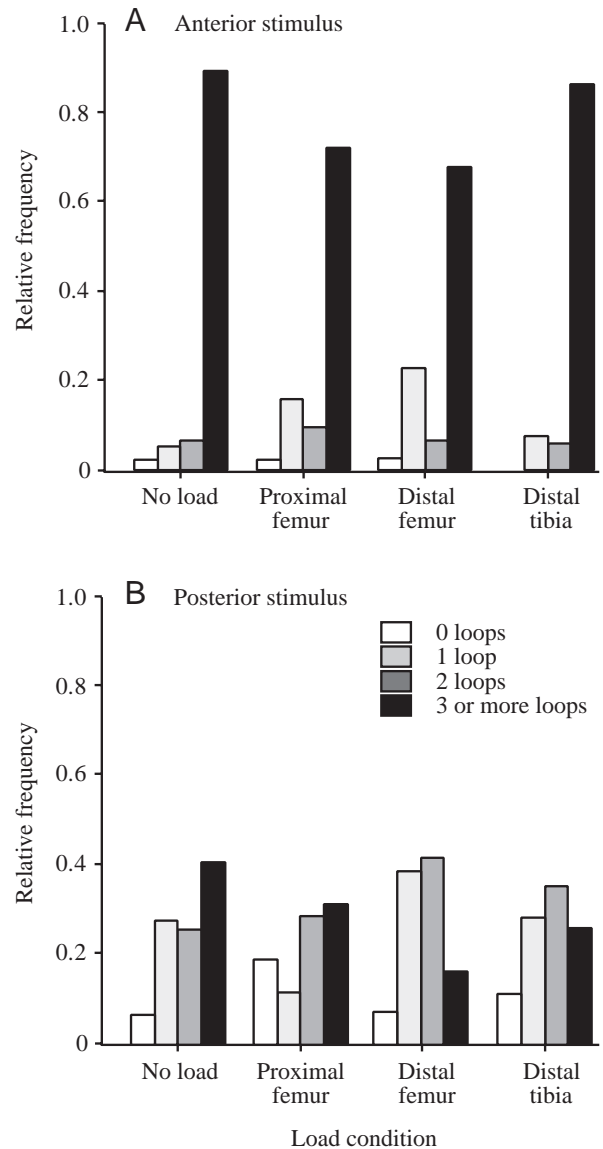 A Anterior stimulus
1.0
0.8
0.6
0.4
0.2
0
Relative frequency
No load
Proximal
femur
Distal
femur
Distal
tibia
B Posterior stimulus
1.0
0.8
0.6
0.4
0.2
0
Relative frequency
0 loops
1 loop
2 loops
3 or more loops
No load
Proximal
femur
Distal
femur
Distal
tibia
Load condition